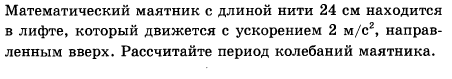 Математический маятник с длиной нити 24 см находится
в лифте, который движется с ускорением 2 м/с², направ-
ленным вверх. Рассчитайте период колебаний маятника.